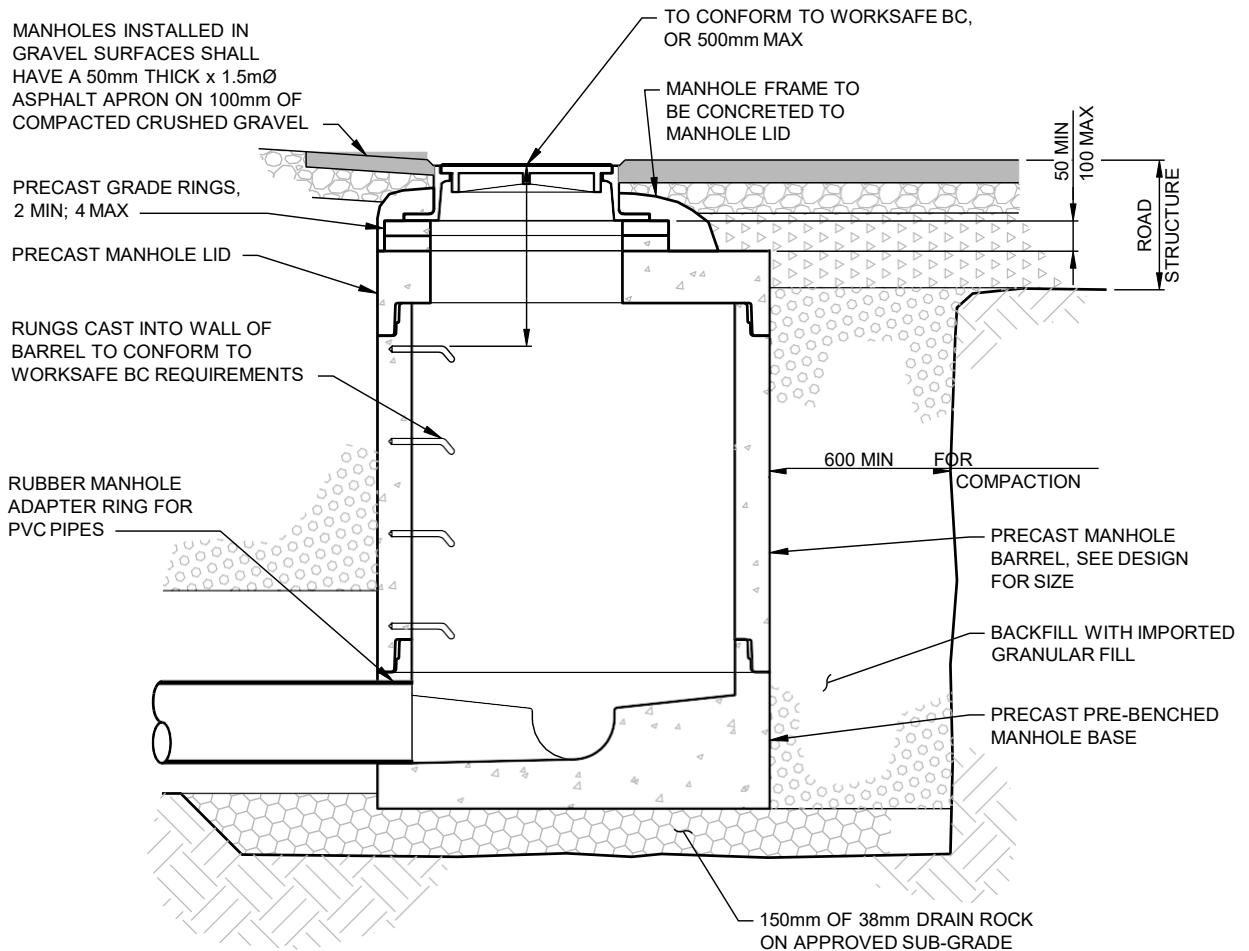 MANHOLES INSTALLED IN
GRAVEL SURFACES SHALL
HAVE A 50mm THICK x 1.5mØ
ASPHALT APRON ON 100mm OF
COMPACTED CRUSHED GRAVEL
TO CONFORM TO WORKSAFE BC,
OR 500mm MAX
MANHOLE FRAME TO
BE CONCRETED TO
MANHOLE LID
50 MIN
100 MAX
ROAD
STRUCTURE
PRECAST GRADE RINGS,
2 MIN; 4 MAX
PRECAST MANHOLE LID
RUNGS CAST INTO WALL OF
BARREL TO CONFORM TO
WORKSAFE BC REQUIREMENTS
600 MIN FOR
COMPACTION
RUBBER MANHOLE
ADAPTER RING FOR
PVC PIPES
PRECAST MANHOLE
BARREL, SEE DESIGN
FOR SIZE
BACKFILL WITH IMPORTED
GRANULAR FILL
PRECAST PRE-BENCHED
MANHOLE BASE
150mm OF 38mm DRAIN ROCK
ON APPROVED SUB-GRADE